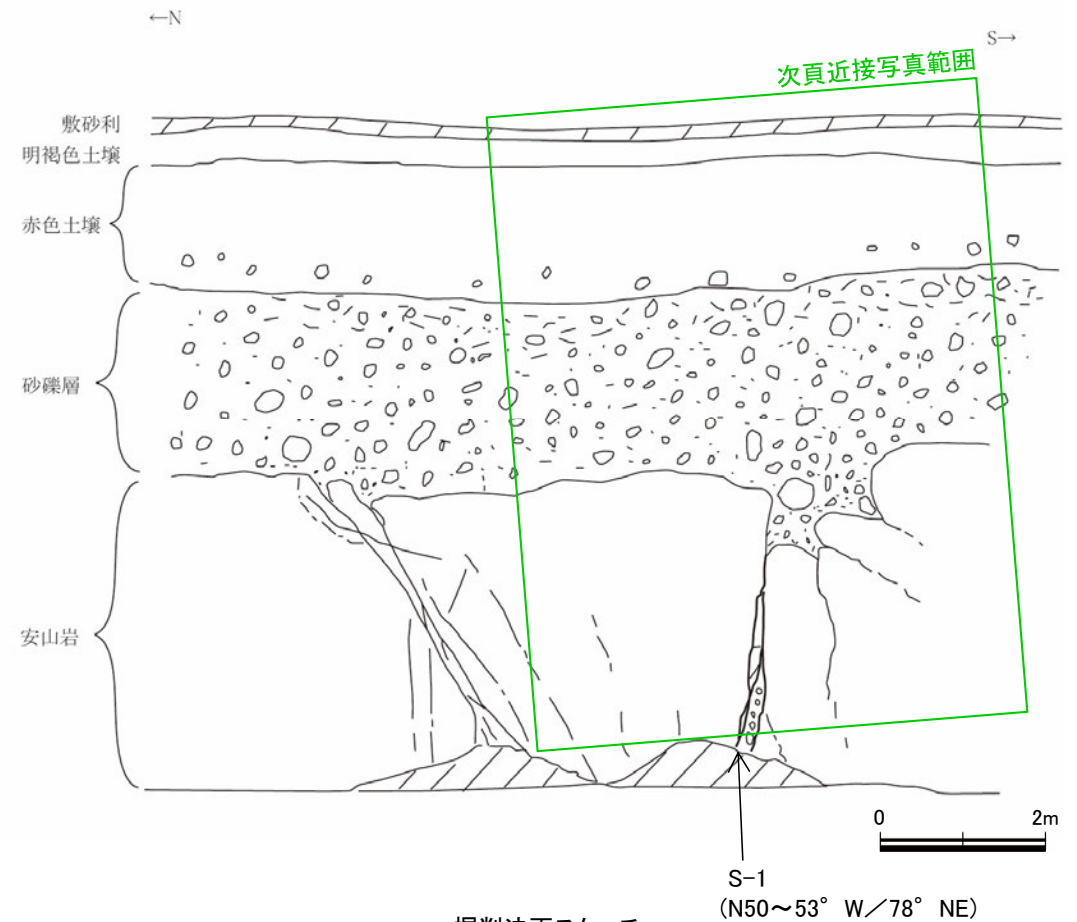 ←N
S→
次頁近接写真範囲
敷砂利
明褐色土壌
赤色土壌
砂礫層
安山岩
0 2m
S-1
(N50~53°W/78°NE)